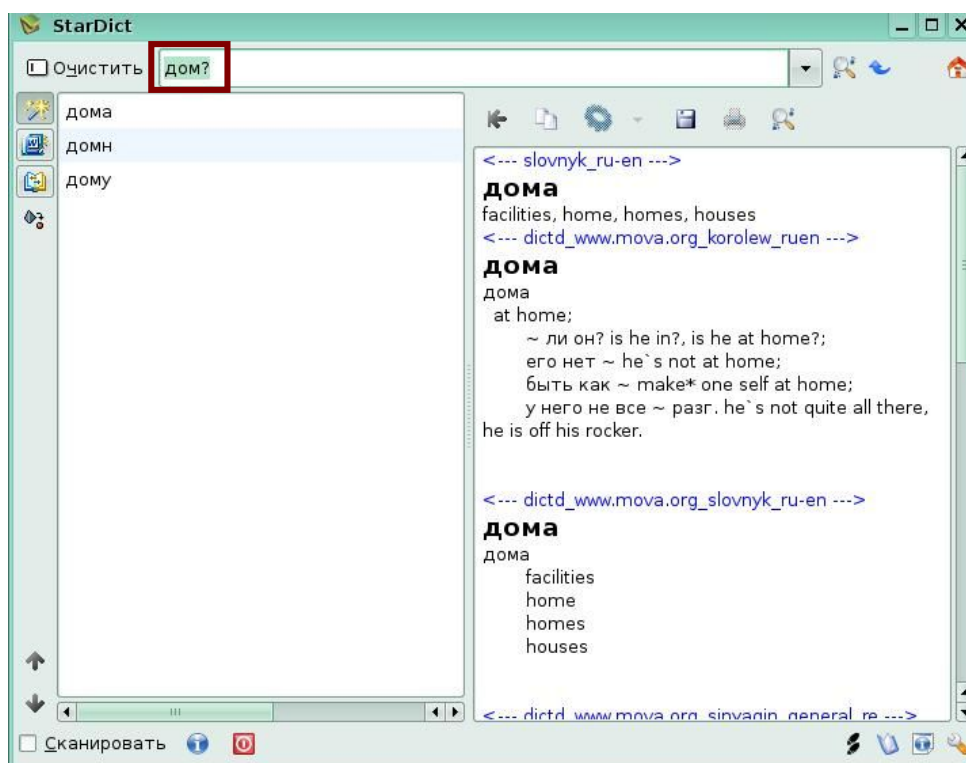 StarDict
Очистить дом?
дома
домн
дому
<--- slovnyk_ru-en --->
дома
facilities, home, homes, houses
<--- dictd_www.mova.org_korolew_ruen --->
дома
дома
at home;
~ ли он? is he in?, is he at home?;
его нет ~ he`s not at home;
быть как ~ make* one self at home;
у него не все ~ разг. he`s not quite all there,
he is off his rocker.
<--- dictd_www.mova.org_slovnyk_ru-en --->
дома
дома
facilities
home
homes
houses
<--- dictd_www.mova.org_sinyagin_general_re --->
Сканировать